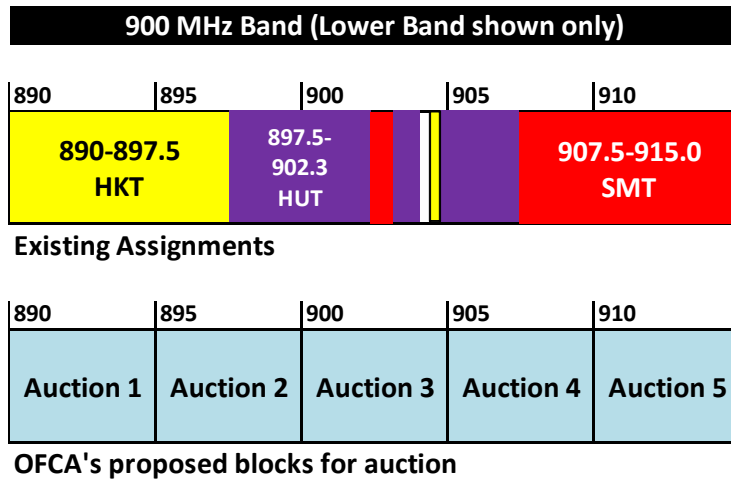 900 MHz Band (Lower Band shown only)
890 895 900 905 910
890-897.5
HKT
897.5-
902.3
HUT
907.5-915.0
SMT
Existing Assignments
890 895 900 905 910
Auction 1 Auction 2 Auction 3 Auction 4 Auction 5
OFCA's proposed blocks for auction